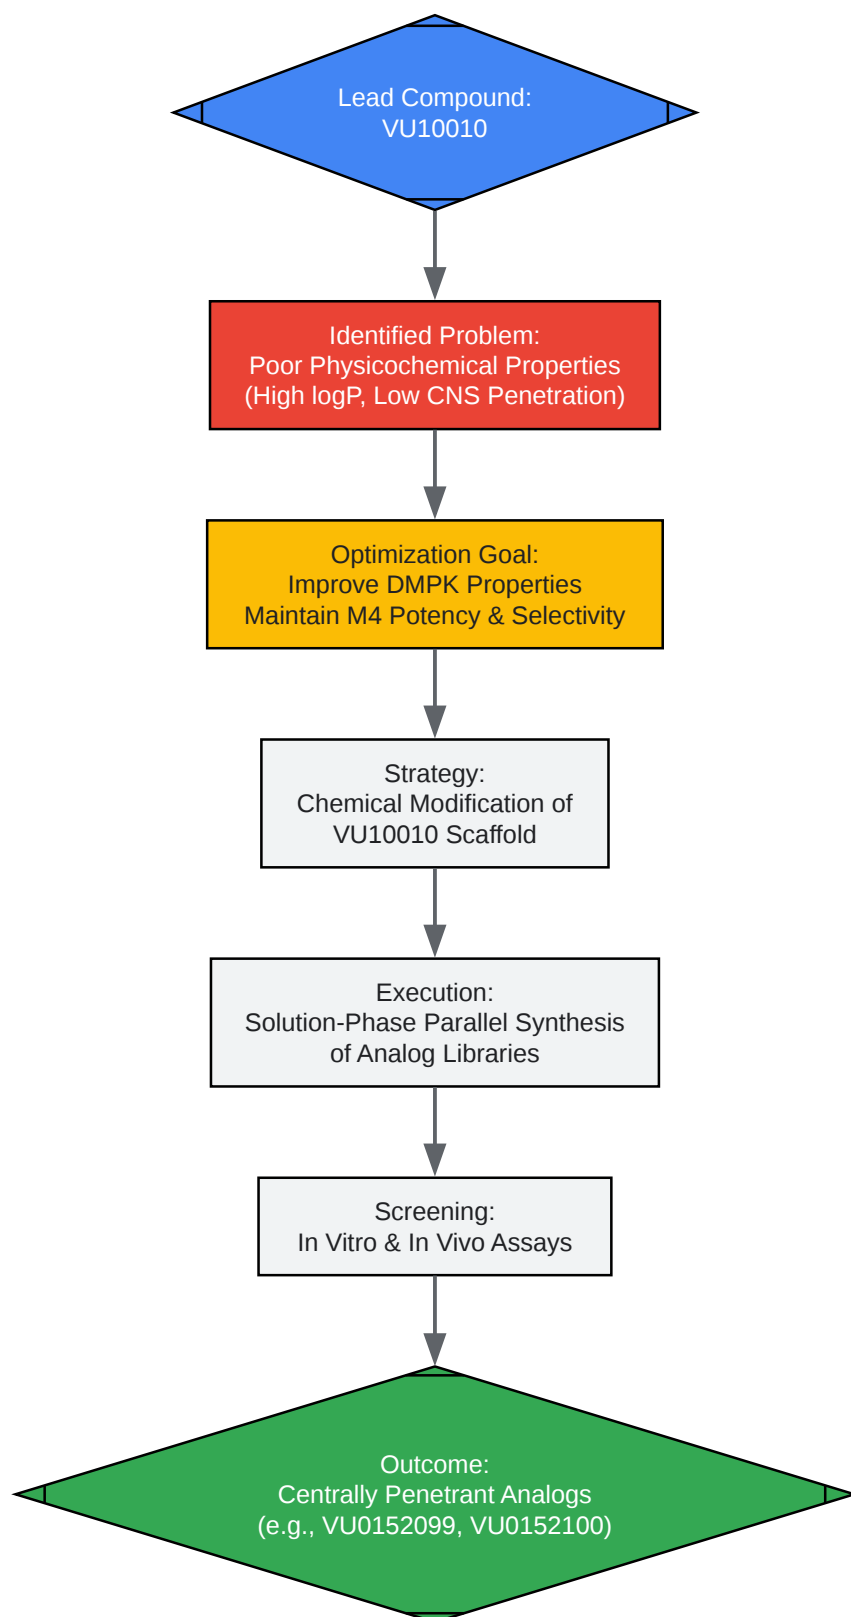 Lead Compound:
VU10010
Identified Problem:
Poor Physicochemical Properties
(High logP, Low CNS Penetration)
Optimization Goal:
Improve DMPK Properties
Maintain M4 Potency & Selectivity
Strategy:
Chemical Modification of
VU10010 Scaffold
Execution:
Solution-Phase Parallel Synthesis
of Analog Libraries
Screening:
In Vitro & In Vivo Assays
Outcome:
Centrally Penetrant Analogs
(e.g., VU0152099, VU0152100)